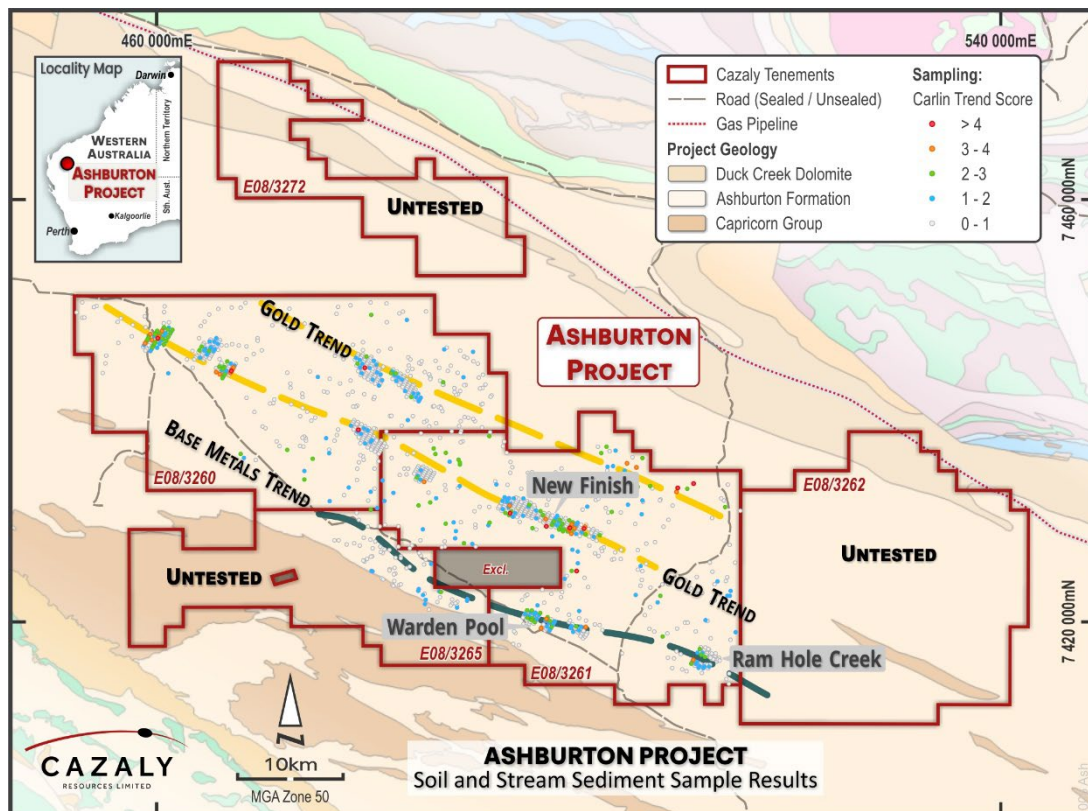 460 000mE
540 000mE
Locality Map
Darwin
WESTERN
AUSTRALIA
Northern Territory
Sth. Aust.
ASHBURTON
PROJECT
Kalgoorlie
Perth
Cazaly Tenements
Road (Sealed / Unsealed)
Gas Pipeline
Project Geology
Duck Creek Dolomite
Ashburton Formation
Capricorn Group
Sampling:
Carlin Trend Score
> 4
3 - 4
2 -3
1 - 2
0 - 1
7 460 000mN
E08/3272
UNTESTED
GOLD TREND
ASHBURTON
PROJECT
BASE METALS TREND
E08/3260
New Finish
E08/3262
UNTESTED
UNTESTED
Excl.
GOLD TREND
Warden Pool
E08/3265
E08/3261
Ram Hole Creek
7 420 000mN
N
10km
MGA Zone 50
CAZALY
RESOURCES LIMITED
ASHBURTON PROJECT
Soil and Stream Sediment Sample Results